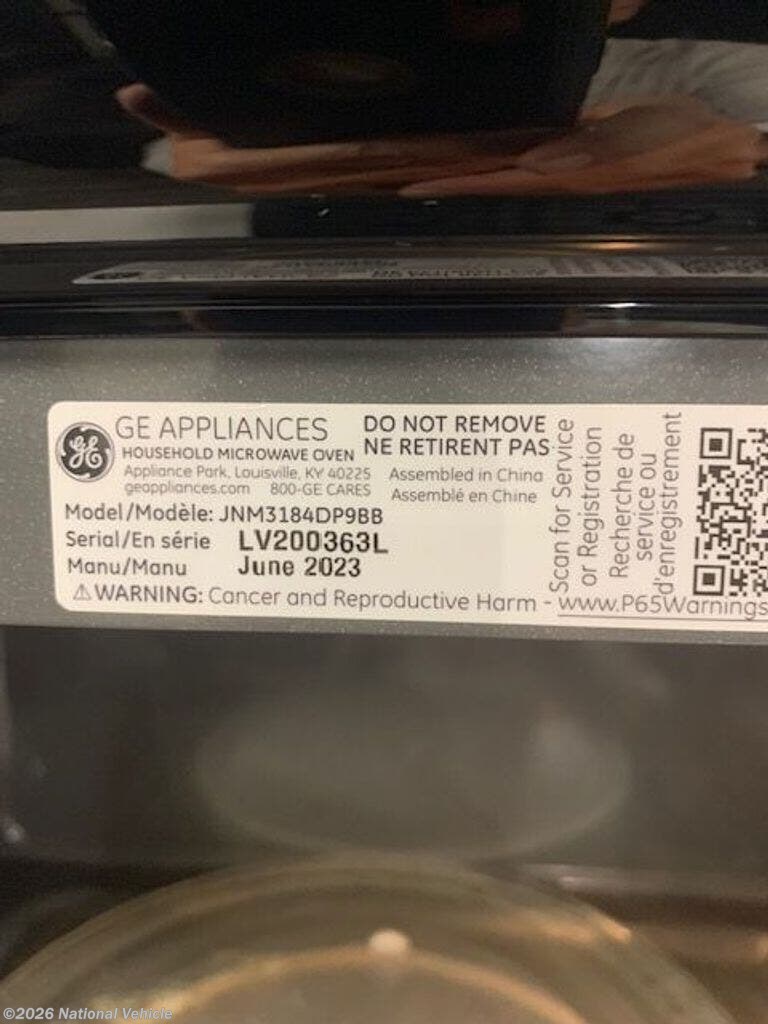 GE APPLIANCES
HOUSEHOLD MICROWAVE OVEN
Appliance Park, Louisville, KY 40225
geappliances.com 800-GE CARES
DO NOT REMOVE
NE RETIRENT PAS
Assembled in China
Assemblé en Chine
Model/Modèle: JNM3184DP9BB
Serial/En série LV200363L
Manu/Manu June 2023
⚠WARNING: Cancer and Reproductive Harm - www.P65Warnings
Scan for Service
or Registration
Recherche de
service ou
d'enregistrement
©2026 National Vehicle